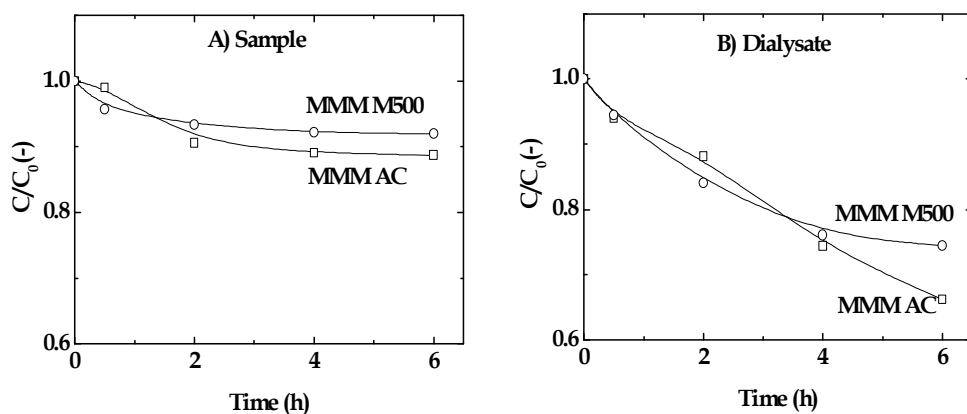 A) Sample
1.0
0.8
0.6
C/C0(-)
MMM M500
MMM AC
0
2
4
6
Time (h)
B) Dialysate
1.0
0.8
0.6
C/C0(-)
MMM M500
MMM AC
0
2
4
6
Time (h)